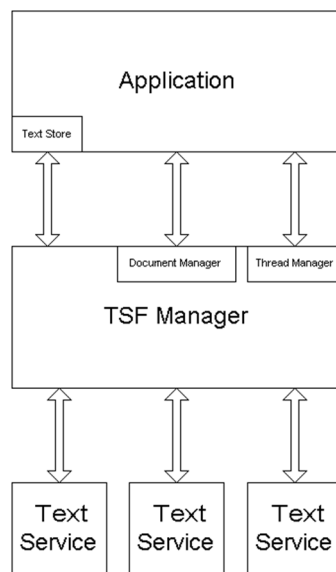 Application
Text Store
Document Manager
Thread Manager
TSF Manager
Text Text Text
Service Service Service